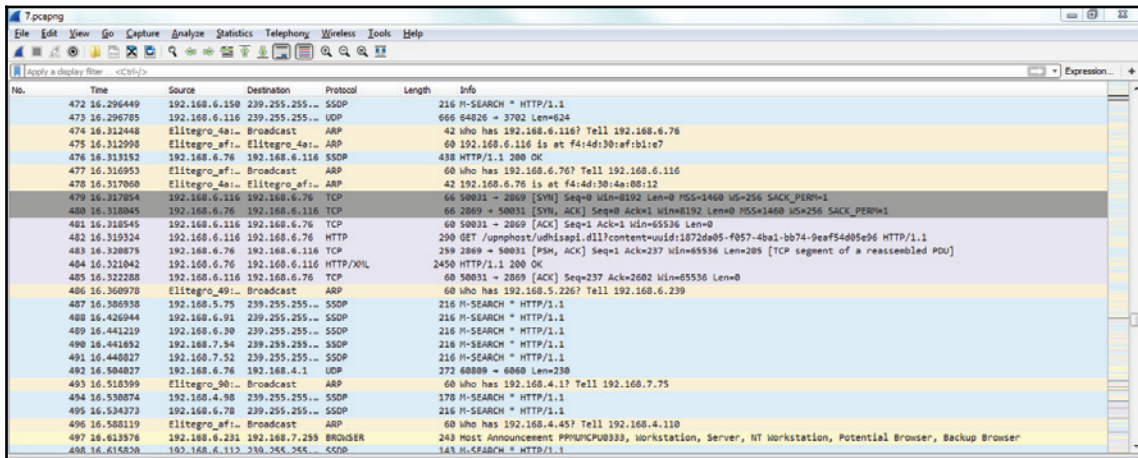 7.pcapng
File Edit View Go Capture Analyze Statistics Telephony Wireless Tools Help
Apply a display filter ... <Ctrl-/> Expression... +
No. Time Source Destination Protocol Length Info
472 16.296449 192.168.6.150 239.255.255... SSDP 216 M-SEARCH * HTTP/1.1
473 16.296785 192.168.6.116 239.255.255... UDP 666 64826 → 3702 Len=624
474 16.312448 Elitegro_4a:... Broadcast ARP 42 Who has 192.168.6.116? Tell 192.168.6.76
475 16.312998 Elitegro_af:... Elitegro_4a:... ARP 60 192.168.6.116 is at f4:4d:30:af:b1:e7
476 16.313152 192.168.6.76 192.168.6.116 SSDP 438 HTTP/1.1 200 OK
477 16.316953 Elitegro_af:... Broadcast ARP 60 Who has 192.168.6.76? Tell 192.168.6.116
478 16.317060 Elitegro_4a:... Elitegro_af:... ARP 42 192.168.6.76 is at f4:4d:30:4a:08:12
479 16.317854 192.168.6.116 192.168.6.76 TCP 66 50031 → 2869 [SYN] Seq=0 Win=8192 Len=0 MSS=1460 WS=256 SACK_PERM=1
480 16.318045 192.168.6.76 192.168.6.116 TCP 66 2869 → 50031 [SYN, ACK] Seq=0 Ack=1 Win=8192 Len=0 MSS=1460 WS=256 SACK_PERM=1
481 16.318545 192.168.6.116 192.168.6.76 TCP 60 50031 → 2869 [ACK] Seq=1 Ack=1 Win=65536 Len=0
482 16.319324 192.168.6.116 192.168.6.76 HTTP 290 GET /upnphost/udhisapi.dll?content=uuid:1872da05-f057-4ba1-bb74-9eaf54d05e96 HTTP/1.1
483 16.320875 192.168.6.76 192.168.6.116 TCP 259 2869 → 50031 [PSH, ACK] Seq=1 Ack=237 Win=65536 Len=205 [TCP segment of a reassembled PDU]
484 16.321042 192.168.6.76 192.168.6.116 HTTP/XML 2450 HTTP/1.1 200 OK
485 16.322288 192.168.6.116 192.168.6.76 TCP 60 50031 → 2869 [ACK] Seq=237 Ack=2602 Win=65536 Len=0
486 16.360978 Elitegro_49:... Broadcast ARP 60 Who has 192.168.5.226? Tell 192.168.6.239
487 16.386938 192.168.5.75 239.255.255... SSDP 216 M-SEARCH * HTTP/1.1
488 16.426944 192.168.6.91 239.255.255... SSDP 216 M-SEARCH * HTTP/1.1
489 16.441219 192.168.6.30 239.255.255... SSDP 216 M-SEARCH * HTTP/1.1
490 16.441652 192.168.7.54 239.255.255... SSDP 216 M-SEARCH * HTTP/1.1
491 16.448827 192.168.7.52 239.255.255... SSDP 216 M-SEARCH * HTTP/1.1
492 16.504027 192.168.6.76 192.168.4.1 UDP 272 60809 → 6060 Len=230
493 16.518399 Elitegro_90:... Broadcast ARP 60 Who has 192.168.4.1? Tell 192.168.7.75
494 16.530874 192.168.4.98 239.255.255... SSDP 178 M-SEARCH * HTTP/1.1
495 16.534373 192.168.6.78 239.255.255... SSDP 216 M-SEARCH * HTTP/1.1
496 16.588119 Elitegro_af:... Broadcast ARP 60 Who has 192.168.4.45? Tell 192.168.4.110
497 16.613576 192.168.6.231 192.168.7.255 BROWSER 243 Host Announcement PPMUMCPU0333, Workstation, Server, NT Workstation, Potential Browser, Backup Browser
498 16.615820 192.168.6.112 239.255.255... SSDP 143 M-SEARCH * HTTP/1.1